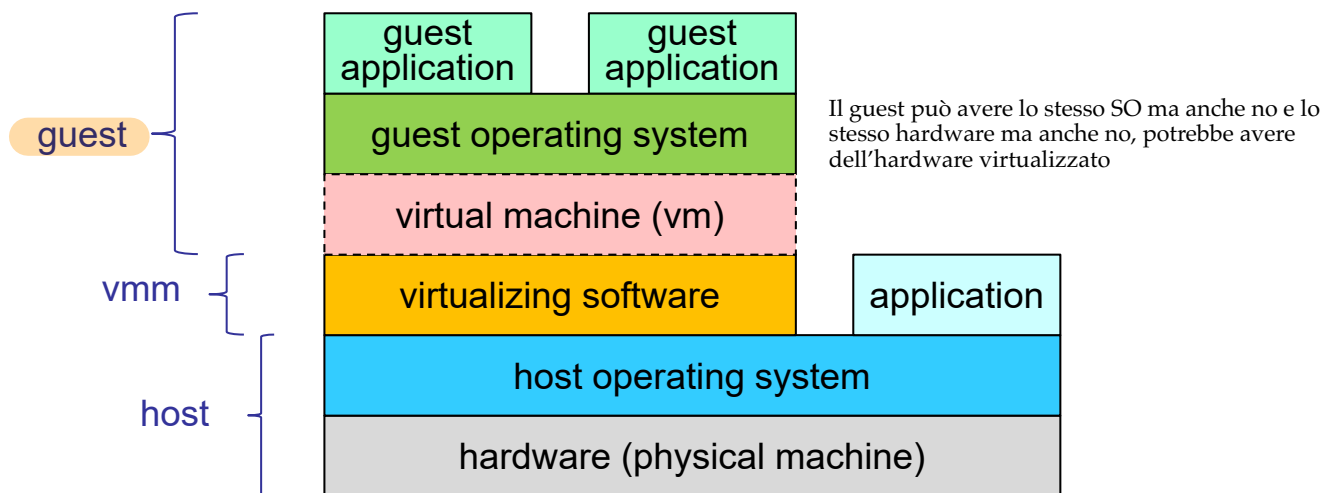 guest
application
guest
application
Il guest può avere lo stesso SO ma anche no e lo
stesso hardware ma anche no, potrebbe avere
dell’hardware virtualizzato
guest
guest operating system
virtual machine (vm)
vmm
virtualizing software
application
host operating system
host
hardware (physical machine)